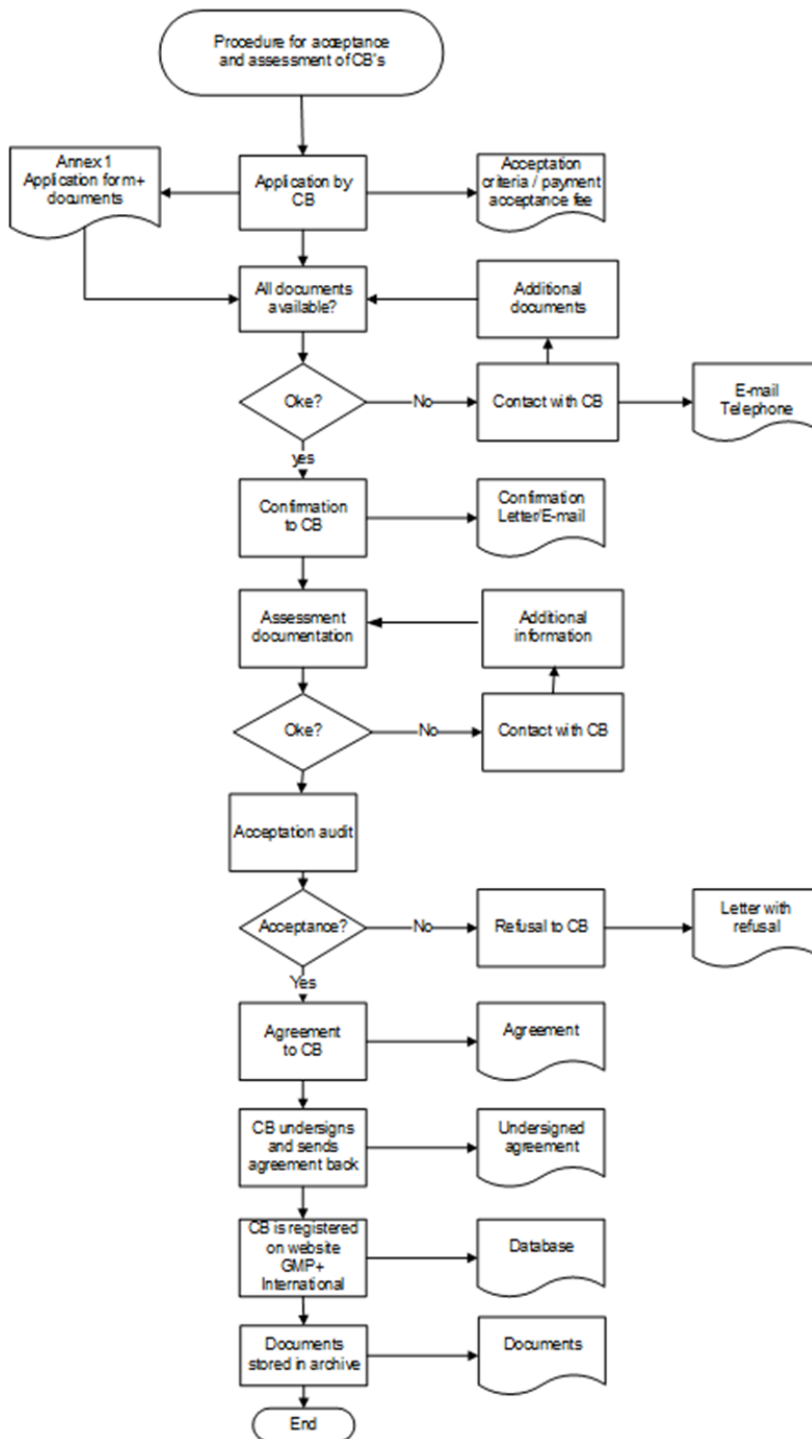 Procedure for acceptance
and assessment of CB's
Annex 1
Application form+
documents
Application by
CB
Acceptation
criteria / payment
acceptance fee
All documents
available?
Additional
documents
Oke?
No
Contact with CB
E-mail
Telephone
yes
Confirmation
to CB
Confirmation
Letter/E-mail
Assessment
documentation
Additional
information
Oke?
No
Contact with CB
Acceptation audit
Acceptance?
No
Refusal to CB
Letter with
refusal
Yes
Agreement
to CB
Agreement
CB undersigns
and sends
agreement back
Undersigned
agreement
CB is registered
on website
GMP+
International
Database
Documents
stored in archive
Documents
End